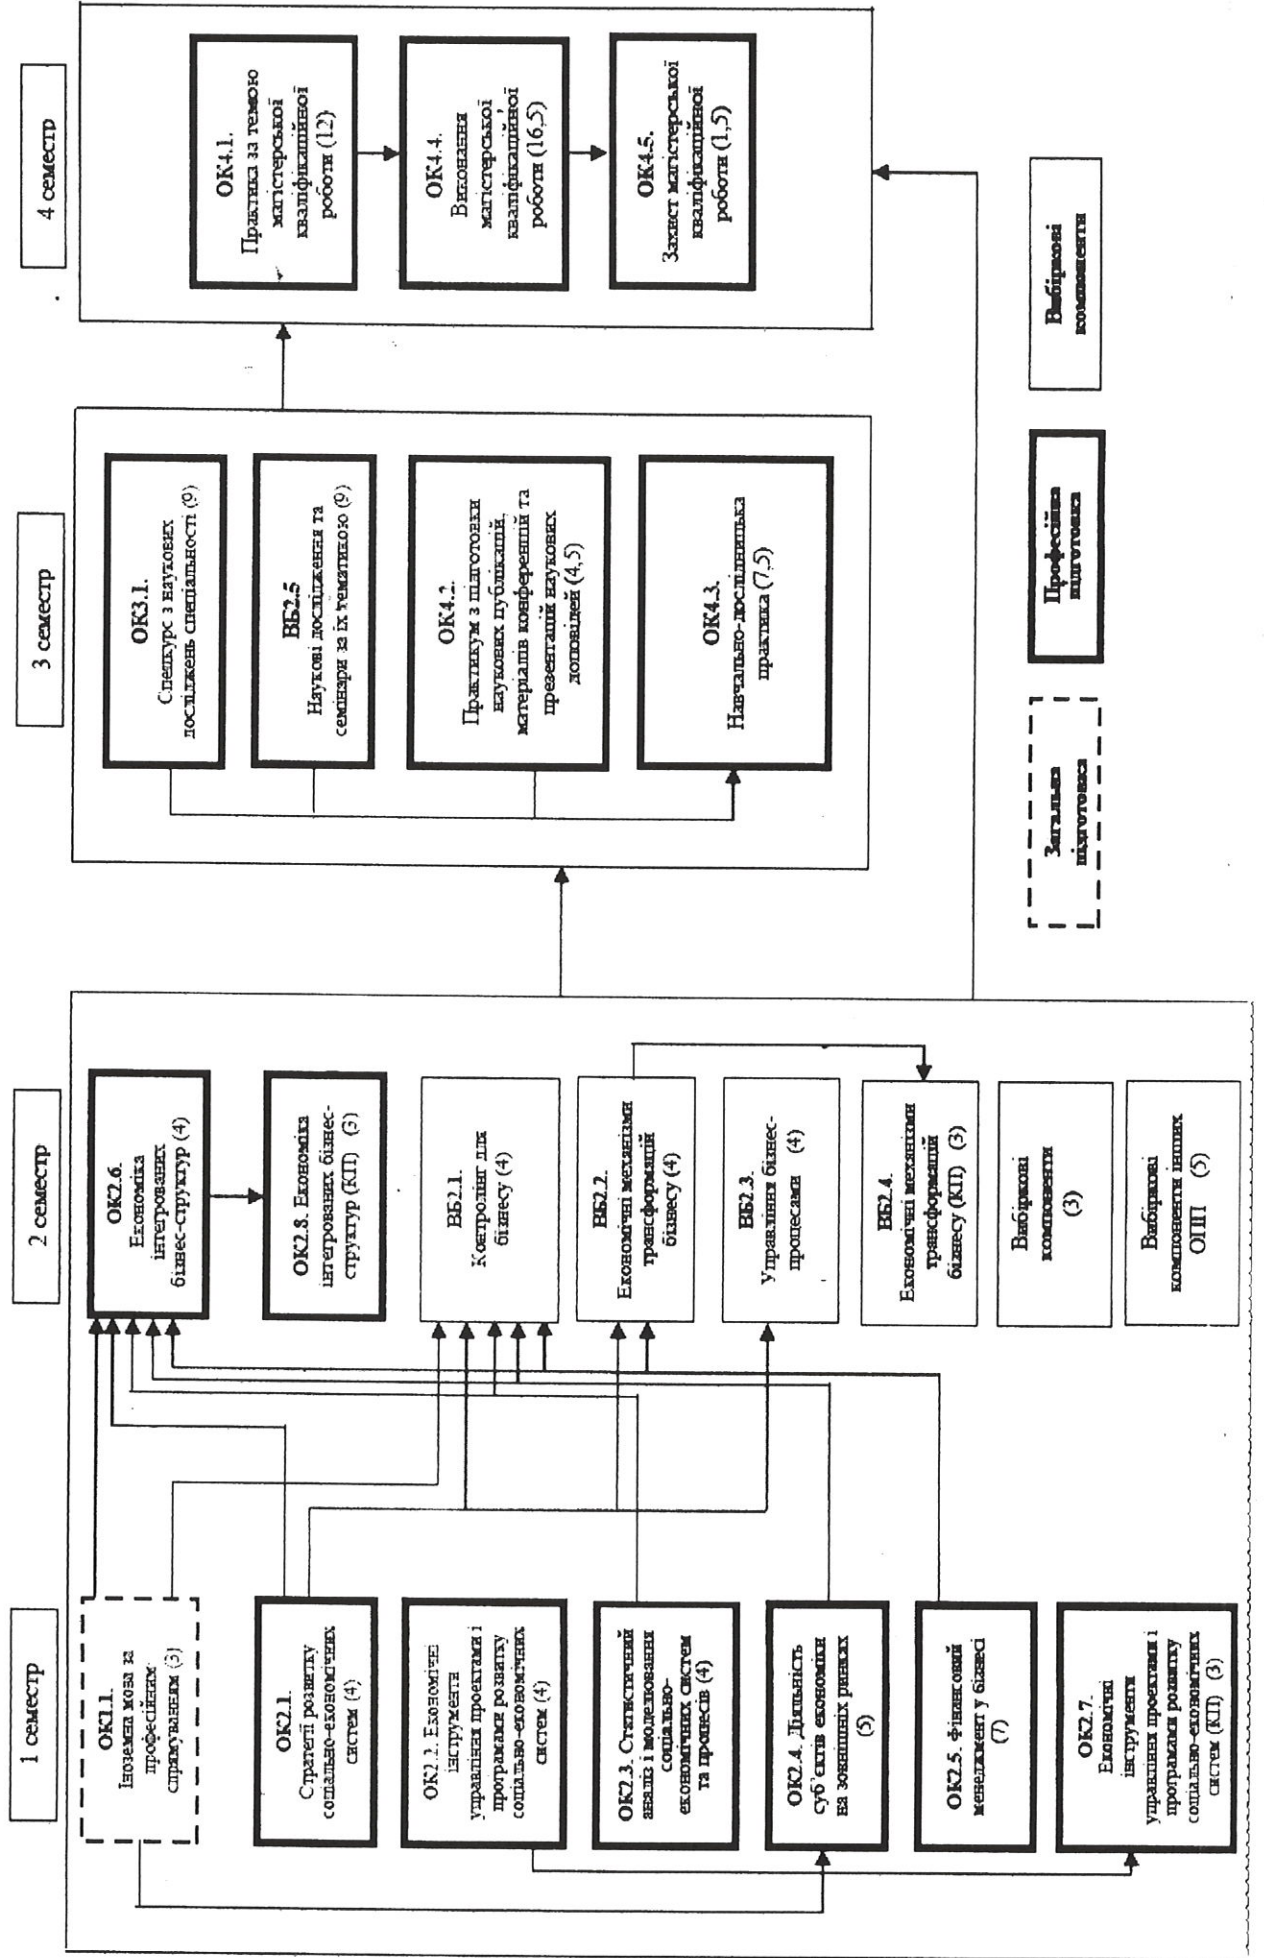 1 семестр
ОК1.1.
Іноземна мова за
професійним
спрямуванням (3)
ОК2.1.
Стратегії розвитку
соціально-економічних
систем (4)
ОК2.2. Економічні
інструменти
управління проектами і
програмами розвитку
соціально-економічних
систем (4)
ОК2.3. Статистичний
аналіз і моделювання
соціально-
економічних систем
та процесів (4)
ОК2.4. Діяльність
суб'єктів економіки
на зовнішніх ринках
(5)
ОК2.5. Фінансовий
менеджмент у бізнесі
(7)
ОК2.7.
Економічні
інструменти
управління проектами і
програмами розвитку
соціально-економічних
систем (КП) (3)
2 семестр
ОК2.6.
Економіка
інтегрованих
бізнес-структур (4)
ОК2.8. Економіка
інтегрованих бізнес-
структур (КП) (3)
ВБ2.1.
Контролінг для
бізнесу (4)
ВБ2.2.
Економічні механізми
трансформацій
бізнесу (4)
ВБ2.3.
Управління бізнес-
процесами (4)
ВБ2.4.
Економічні механізми
трансформацій
бізнесу (КП) (3)
Вибіркові
компоненти
(3)
Вибіркові
компоненти інших
ОПП (5)
3 семестр
ОК3.1.
Спецкурс з наукових
досліджень спеціальності (9)
ВБ2.5
Наукові дослідження та
семінари за їх тематикою (9)
ОК4.2.
Практикум з підготовки
наукових публікацій,
матеріалів конференцій та
презентацій наукових
доповідей (4,5)
ОК4.3.
Навчально-дослідницька
практика (7,5)
4 семестр
ОК4.1.
Практика за темою
магістерської
кваліфікаційної
роботи (12)
ОК4.4.
Виконання
магістерської
кваліфікаційної
роботи (16,5)
ОК4.5.
Захист магістерської
кваліфікаційної
роботи (1,5)
Загальна
підготовка
Професійна
підготовка
Вибіркові
компоненти